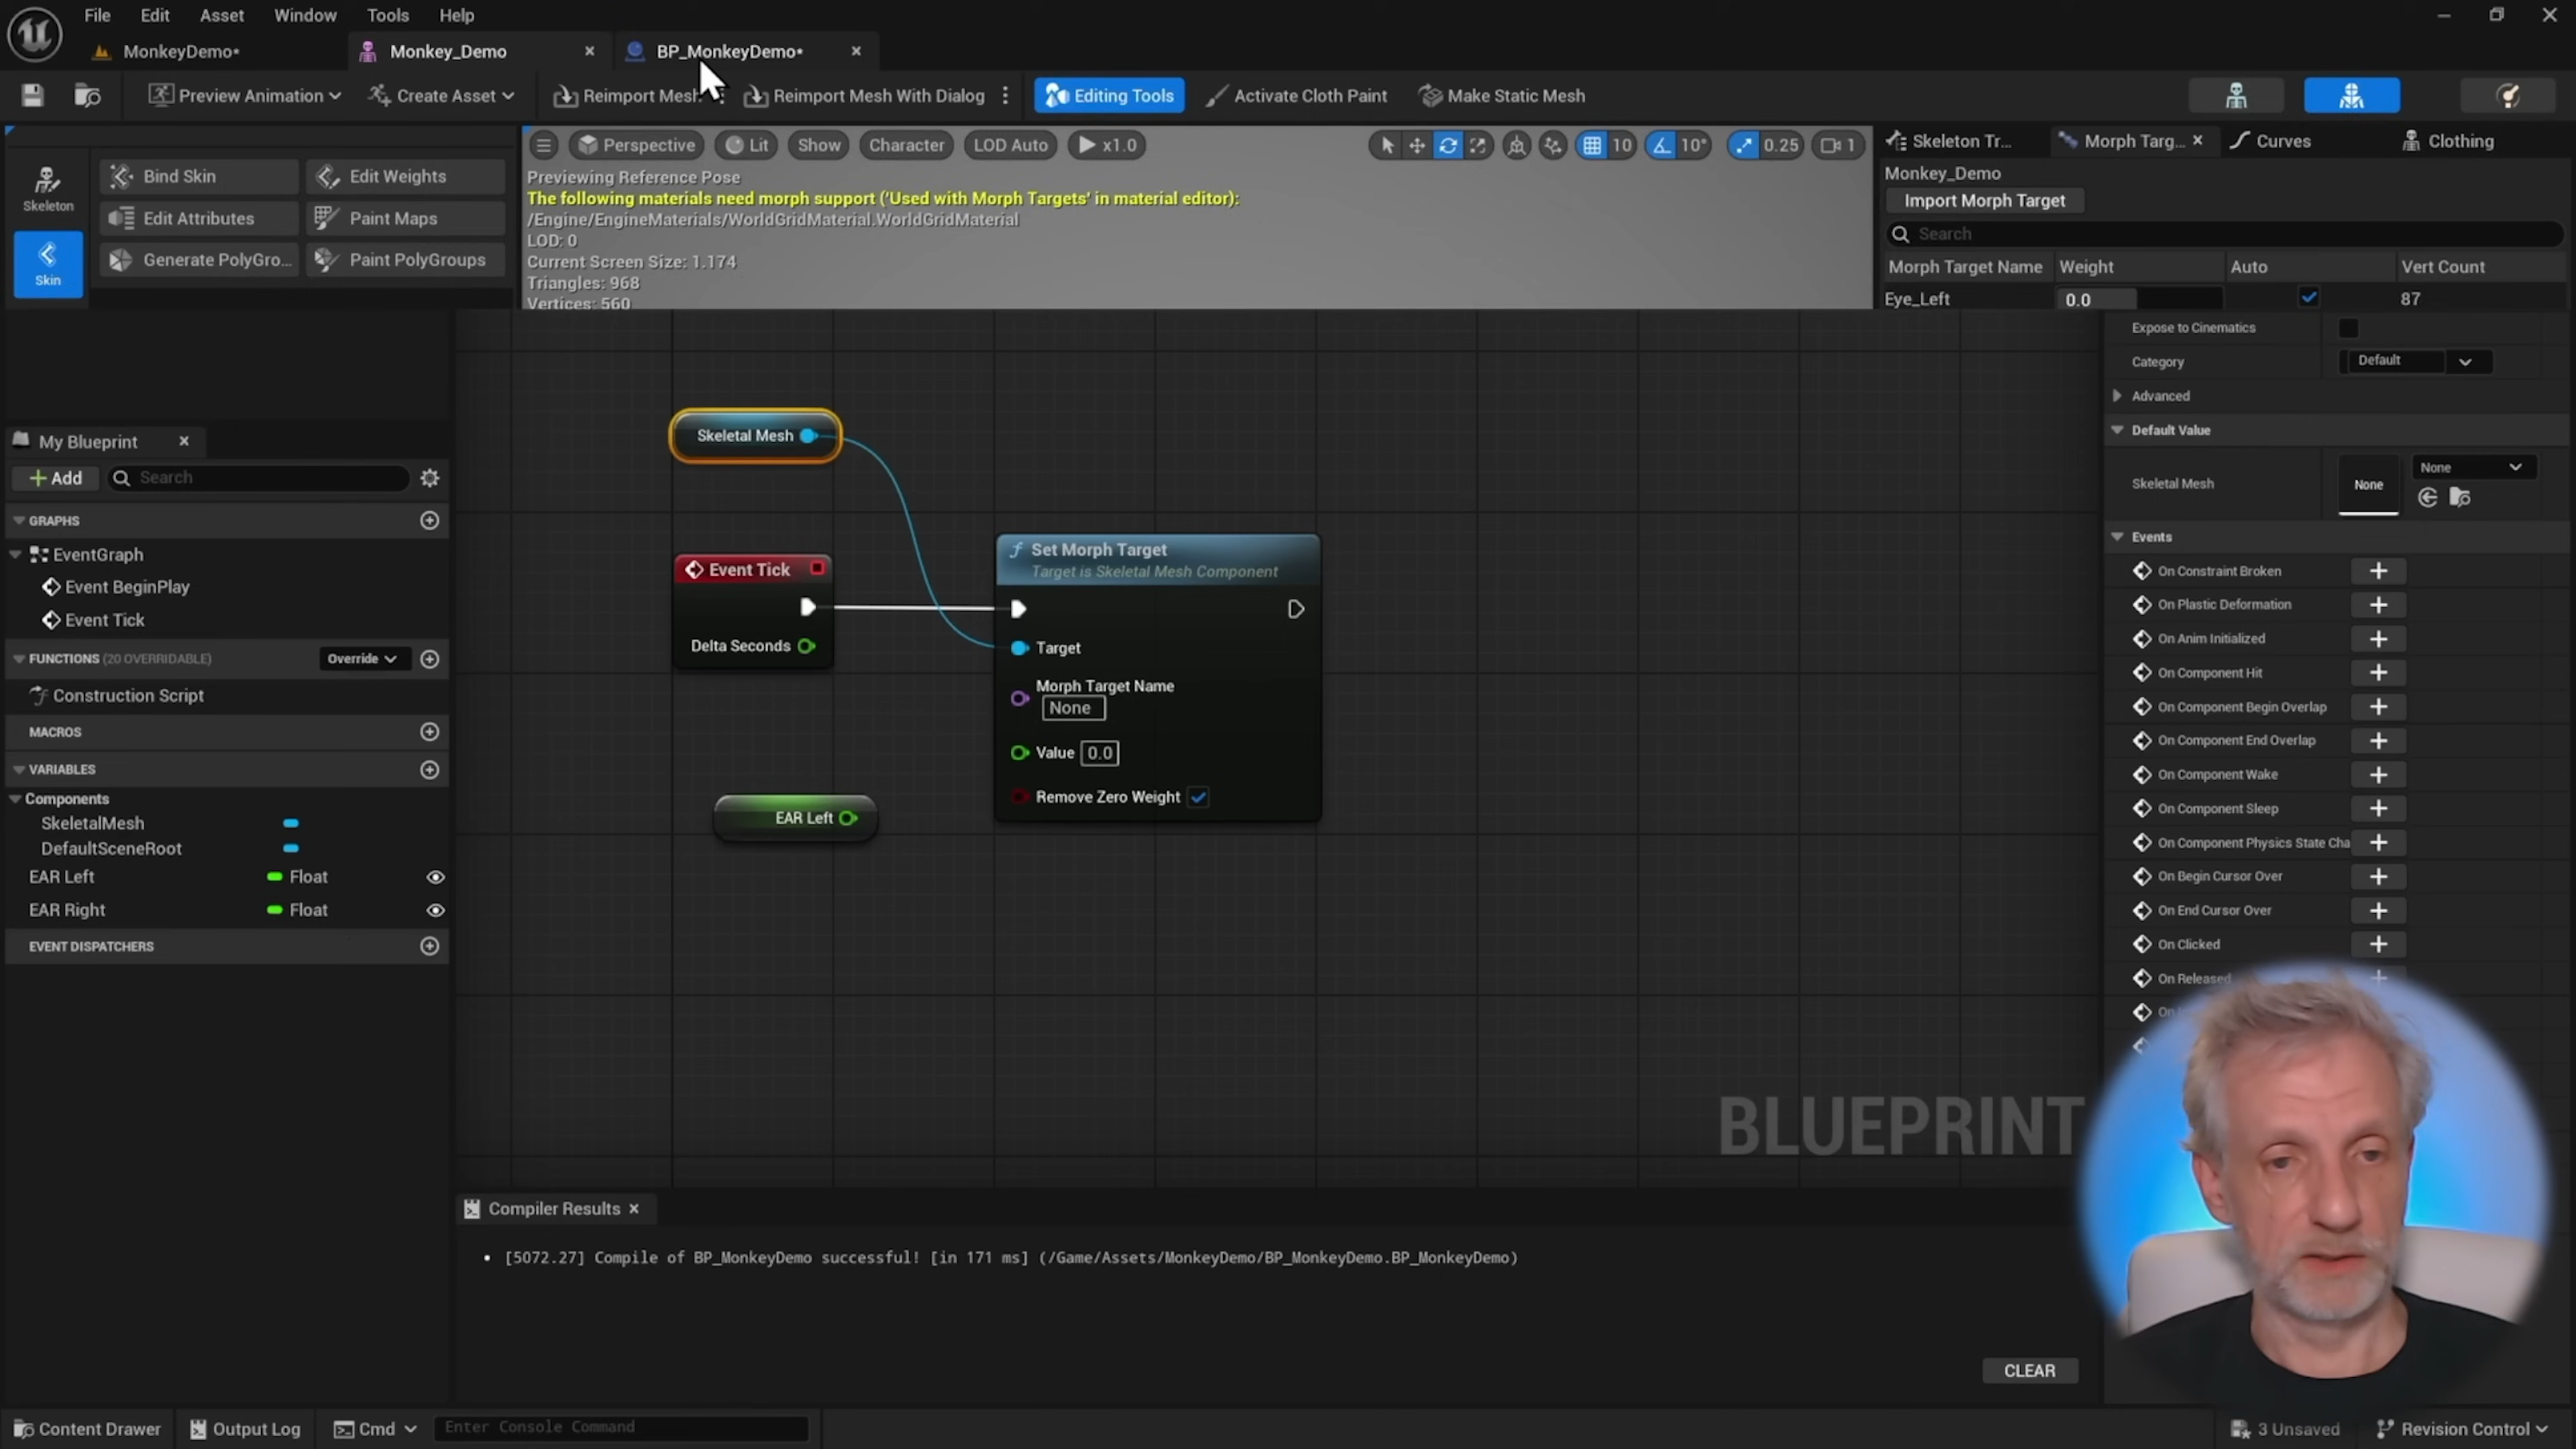 File Edit Asset Window Tools Help
MonkeyDemo* Monkey_Demo BP_MonkeyDemo*
Preview Animation Create Asset Reimport Mesh Reimport Mesh With Dialog Editing Tools Activate Cloth Paint Make Static Mesh
Skeleton
Skin
Bind Skin Edit Weights
Edit Attributes Paint Maps
Generate PolyGro... Paint PolyGroups
Perspective Lit Show Character LOD Auto x1.0 10 10° 0.25 1
Previewing Reference Pose
The following materials need morph support ('Used with Morph Targets' in material editor):
/Engine/EngineMaterials/WorldGridMaterial.WorldGridMaterial
LOD: 0
Current Screen Size: 1.174
Triangles: 968
Vertices: 560
Skeleton Tr... Morph Targ... Curves Clothing
Monkey_Demo
Import Morph Target
Search
Morph Target Name Weight Auto Vert Count
Eye_Left 0.0 87
My Blueprint
Add Search
GRAPHS
EventGraph
Event BeginPlay
Event Tick
FUNCTIONS (20 OVERRIDABLE) Override
Construction Script
MACROS
VARIABLES
Components
SkeletalMesh
DefaultSceneRoot
EAR Left Float
EAR Right Float
EVENT DISPATCHERS
Skeletal Mesh
Event Tick
Delta Seconds
EAR Left
Set Morph Target
Target is Skeletal Mesh Component
Target
Morph Target Name
None
Value 0.0
Remove Zero Weight
BLUEPRINT
Expose to Cinematics
Category Default
Advanced
Default Value
Skeletal Mesh None None
Events
On Constraint Broken
On Plastic Deformation
On Anim Initialized
On Component Hit
On Component Begin Overlap
On Component End Overlap
On Component Wake
On Component Sleep
On Component Physics State Cha
On Begin Cursor Over
On End Cursor Over
On Clicked
On Released
Compiler Results
• [5072.27] Compile of BP_MonkeyDemo successful! [in 171 ms] (/Game/Assets/MonkeyDemo/BP_MonkeyDemo.BP_MonkeyDemo)
CLEAR
Content Drawer Output Log Cmd Enter Console Command 3 Unsaved Revision Control